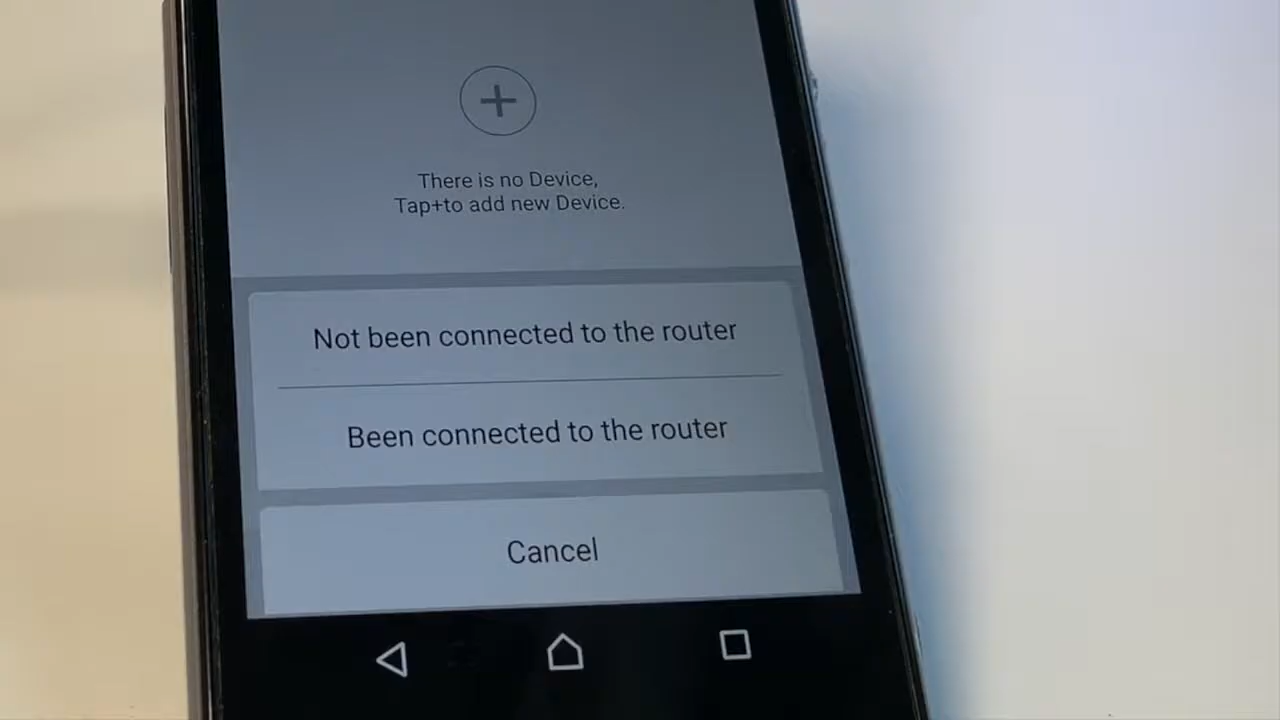 There is no Device,
Tap+to add new Device.
Not been connected to the router
Been connected to the router
Cancel